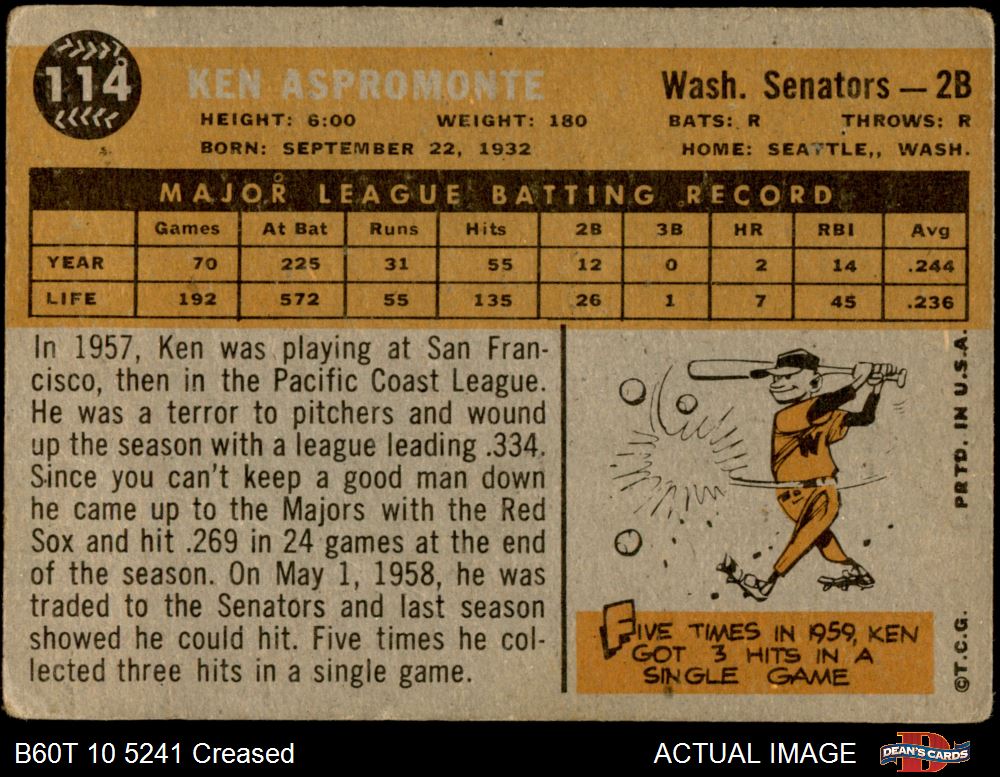 114
KEN ASPROMONTE
Wash. Senators — 2B
HEIGHT: 6:00 WEIGHT: 180 BATS: R THROWS: R
BORN: SEPTEMBER 22, 1932 HOME: SEATTLE,, WASH.
MAJOR LEAGUE BATTING RECORD
Games At Bat Runs Hits 2B 3B HR RBI Avg
YEAR 70 225 31 55 12 0 2 14 .244
LIFE 192 572 55 135 26 1 7 45 .236
In 1957, Ken was playing at San Fran-
cisco, then in the Pacific Coast League.
He was a terror to pitchers and wound
up the season with a league leading .334.
Since you can't keep a good man down
he came up to the Majors with the Red
Sox and hit .269 in 24 games at the end
of the season. On May 1, 1958, he was
traded to the Senators and last season
showed he could hit. Five times he col-
lected three hits in a single game.
W
FIVE TIMES IN 1959, KEN
GOT 3 HITS IN A
SINGLE GAME
©T.C.G. PRTD. IN U.S.A.
B60T 10 5241 Creased
ACTUAL IMAGE
DEAN'S CARDS